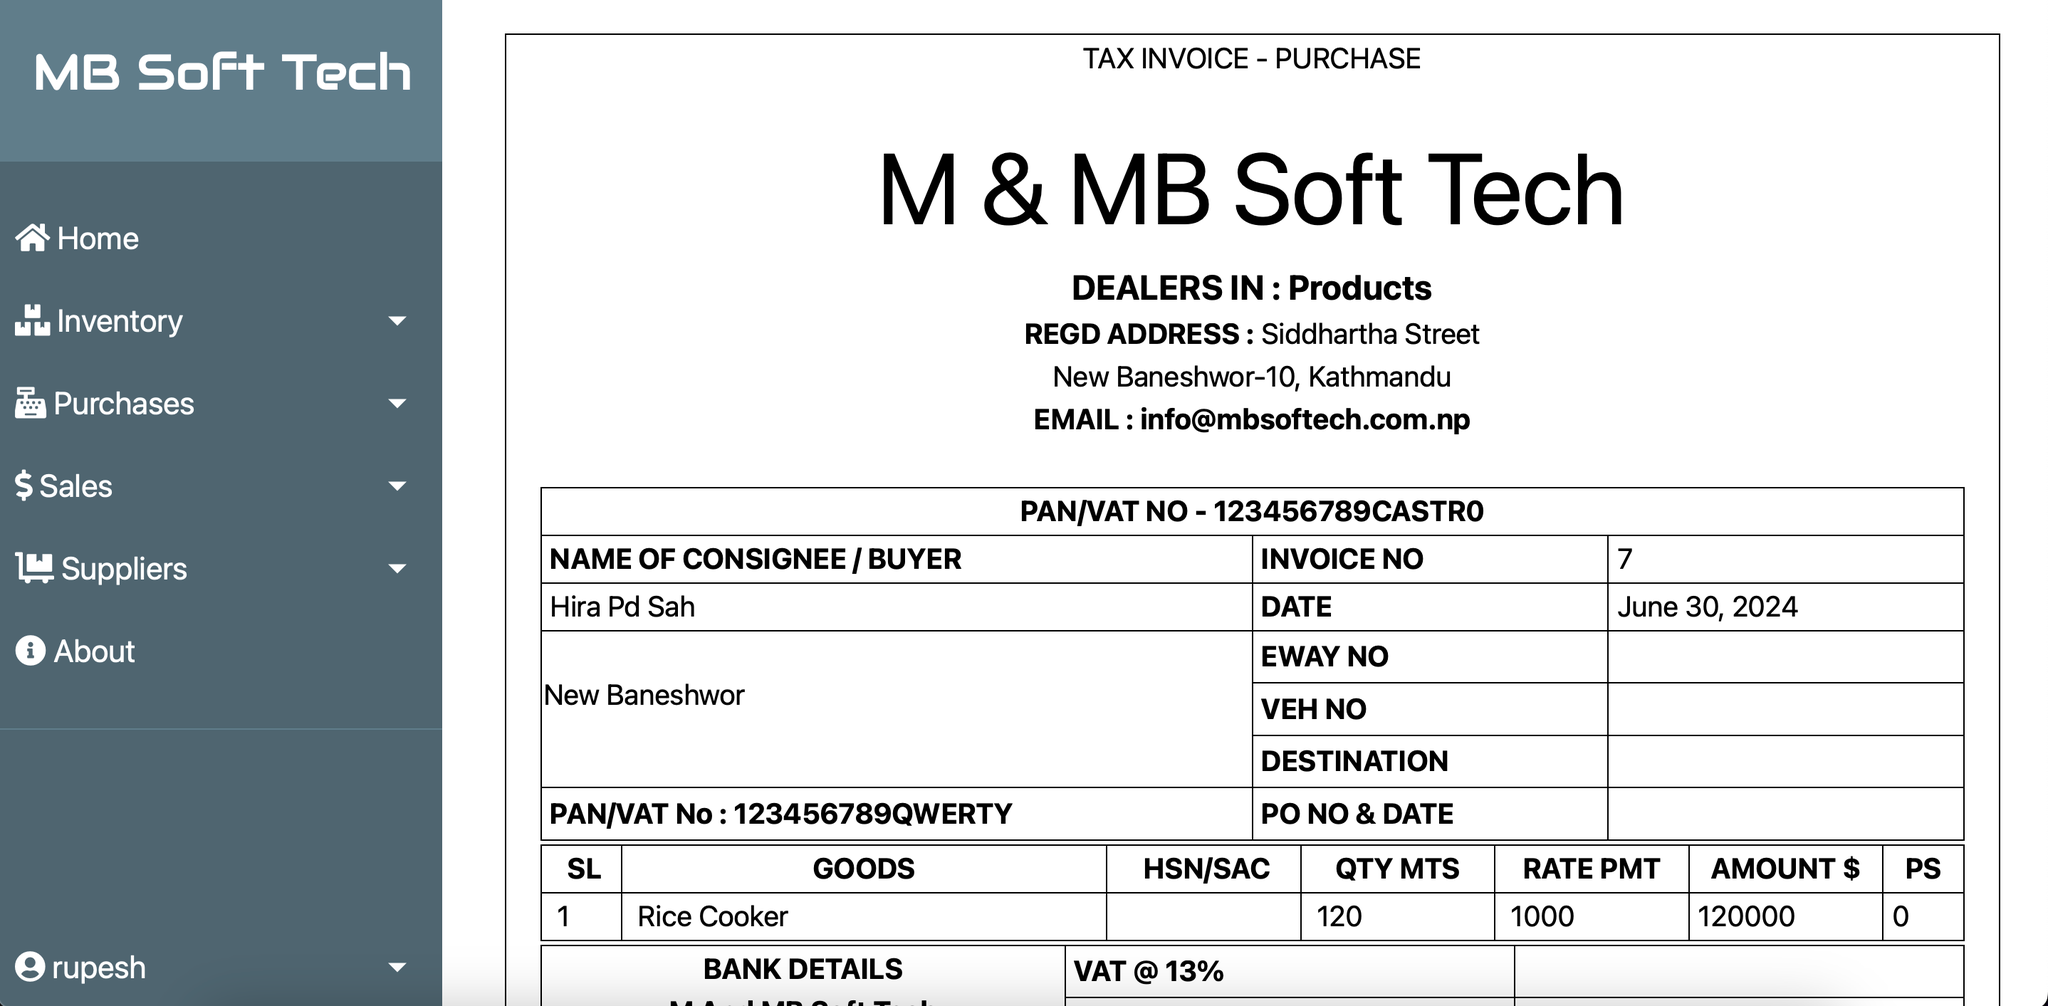 MB Soft Tech
Home
Inventory
Purchases
Sales
Suppliers
About
rupesh
TAX INVOICE - PURCHASE
M & MB Soft Tech
DEALERS IN : Products
REGD ADDRESS : Siddhartha Street
New Baneshwor-10, Kathmandu
EMAIL : info@mbsoftech.com.np
PAN/VAT NO - 123456789CASTR0
NAME OF CONSIGNEE / BUYER INVOICE NO 7
Hira Pd Sah DATE June 30, 2024
New Baneshwor
EWAY NO
VEH NO
DESTINATION
PAN/VAT No : 123456789QWERTY PO NO & DATE
SL GOODS HSN/SAC QTY MTS RATE PMT AMOUNT $ PS
1 Rice Cooker 120 1000 120000 0
BANK DETAILS VAT @ 13%
M And MB Soft Tech